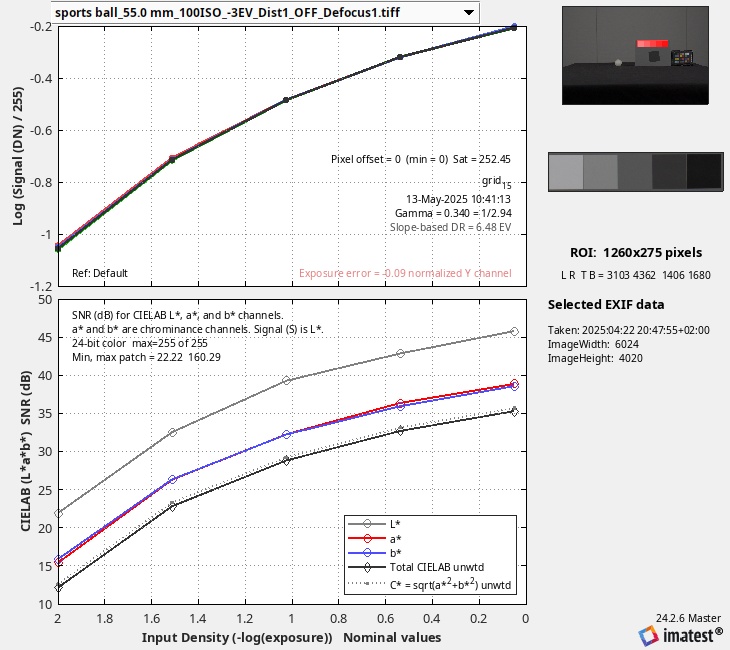 sports ball_55.0 mm_100ISO_-3EV_Dist1_OFF_Defocus1.tiff
-0.2
-0.4
-0.6
-0.8
-1
-1.2
Log (Signal (DN) / 255)
Pixel offset = 0 (min = 0) Sat = 252.45
grid_15
13-May-2025 10:41:13
Gamma = 0.340 = 1/2.94
Slope-based DR = 6.48 EV
Ref: Default
Exposure error = -0.09 normalized Y channel
ROI: 1260x275 pixels
L R T B = 3103 4362 1406 1680
Selected EXIF data
Taken: 2025:04:22 20:47:55+02:00
ImageWidth: 6024
ImageHeight: 4020
50
45
40
35
30
25
20
15
10
CIELAB (L*a*b*) SNR (dB)
SNR (dB) for CIELAB L*, a*, and b* channels.
a* and b* are chrominance channels. Signal (S) is L*.
24-bit color max=255 of 255
Min, max patch = 22.22 160.29
L*
a*
b*
Total CIELAB unwtd
C* = sqrt(a*2+b*2) unwtd
2 1.8 1.6 1.4 1.2 1 0.8 0.6 0.4 0.2 0
Input Density (-log(exposure)) Nominal values
24.2.6 Master
imatest®